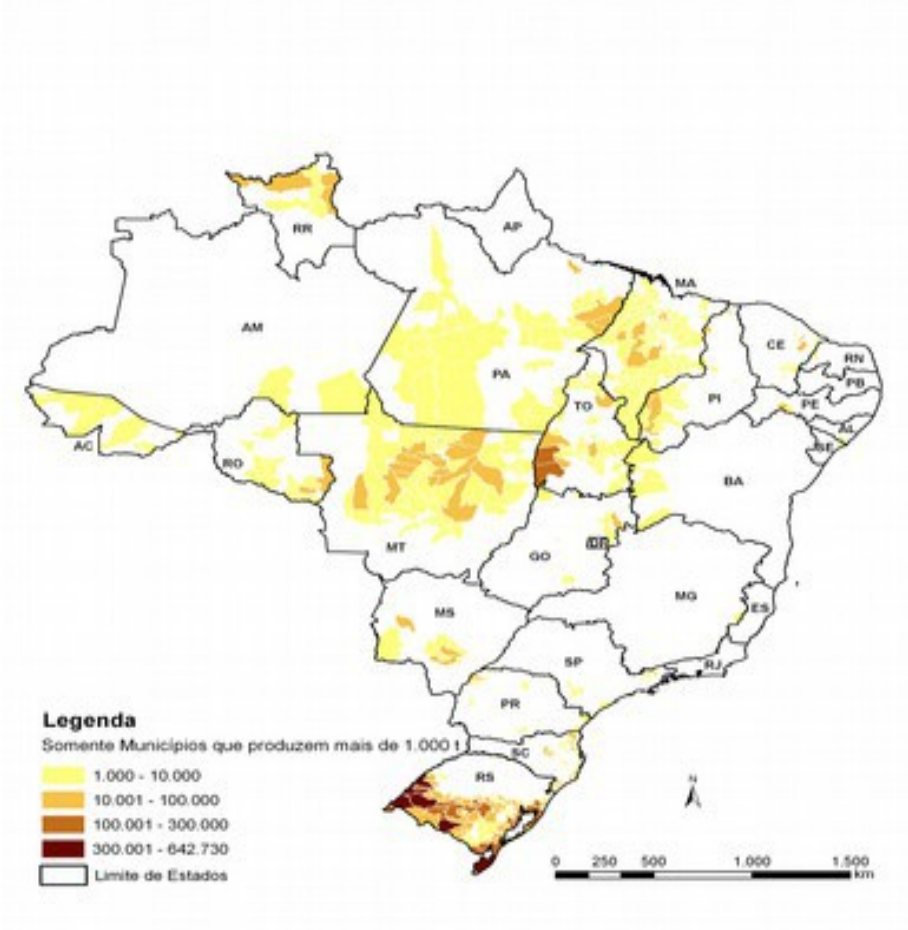 RR
AP
AM
PA
MA
CE
RN
PB
PE
AL
SE
PI
TO
AC
RO
BA
MT
GO
DF
MG
ES
MS
SP
RJ
PR
SC
RS
Legenda
Somente Municípios que produzem mais de 1.000 t
1.000 - 10.000
10.001 - 100.000
100.001 - 300.000
300.001 - 642.730
Limite de Estados
N
0 250 500 1.000 1.500
km